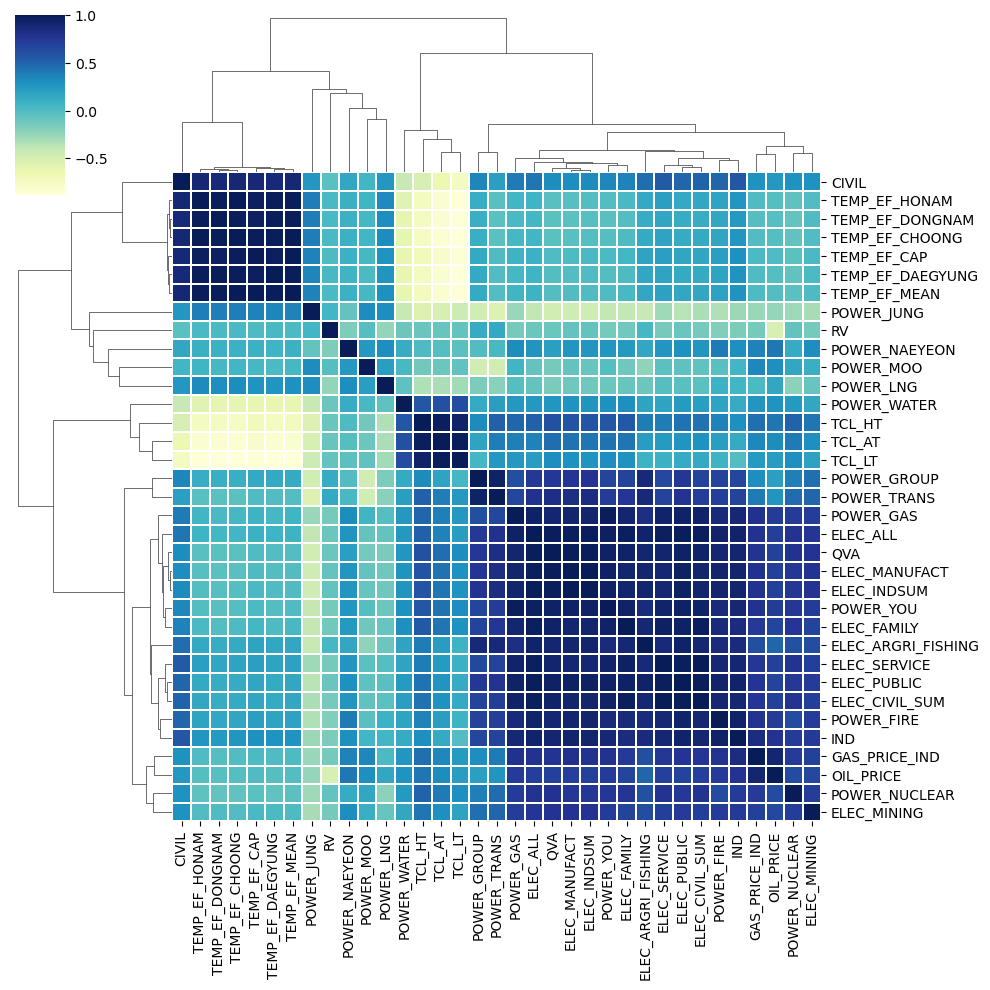 1.0
0.5
0.0
−0.5
CIVIL
TEMP_EF_HONAM
TEMP_EF_DONGNAM
TEMP_EF_CHOONG
TEMP_EF_CAP
TEMP_EF_DAEGYUNG
TEMP_EF_MEAN
POWER_JUNG
RV
POWER_NAEYEON
POWER_MOO
POWER_LNG
POWER_WATER
TCL_HT
TCL_AT
TCL_LT
POWER_GROUP
POWER_TRANS
POWER_GAS
ELEC_ALL
QVA
ELEC_MANUFACT
ELEC_INDSUM
POWER_YOU
ELEC_FAMILY
ELEC_ARGRI_FISHING
ELEC_SERVICE
ELEC_PUBLIC
ELEC_CIVIL_SUM
POWER_FIRE
IND
GAS_PRICE_IND
OIL_PRICE
POWER_NUCLEAR
ELEC_MINING
CIVIL
TEMP_EF_HONAM
TEMP_EF_DONGNAM
TEMP_EF_CHOONG
TEMP_EF_CAP
TEMP_EF_DAEGYUNG
TEMP_EF_MEAN
POWER_JUNG
RV
POWER_NAEYEON
POWER_MOO
POWER_LNG
POWER_WATER
TCL_HT
TCL_AT
TCL_LT
POWER_GROUP
POWER_TRANS
POWER_GAS
ELEC_ALL
QVA
ELEC_MANUFACT
ELEC_INDSUM
POWER_YOU
ELEC_FAMILY
ELEC_ARGRI_FISHING
ELEC_SERVICE
ELEC_PUBLIC
ELEC_CIVIL_SUM
POWER_FIRE
IND
GAS_PRICE_IND
OIL_PRICE
POWER_NUCLEAR
ELEC_MINING